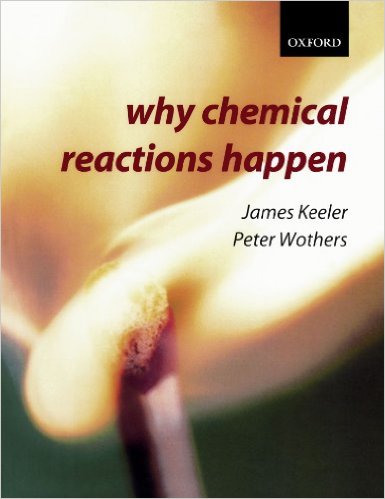 OXFORD
why chemical
reactions happen
James Keeler
Peter Wothers